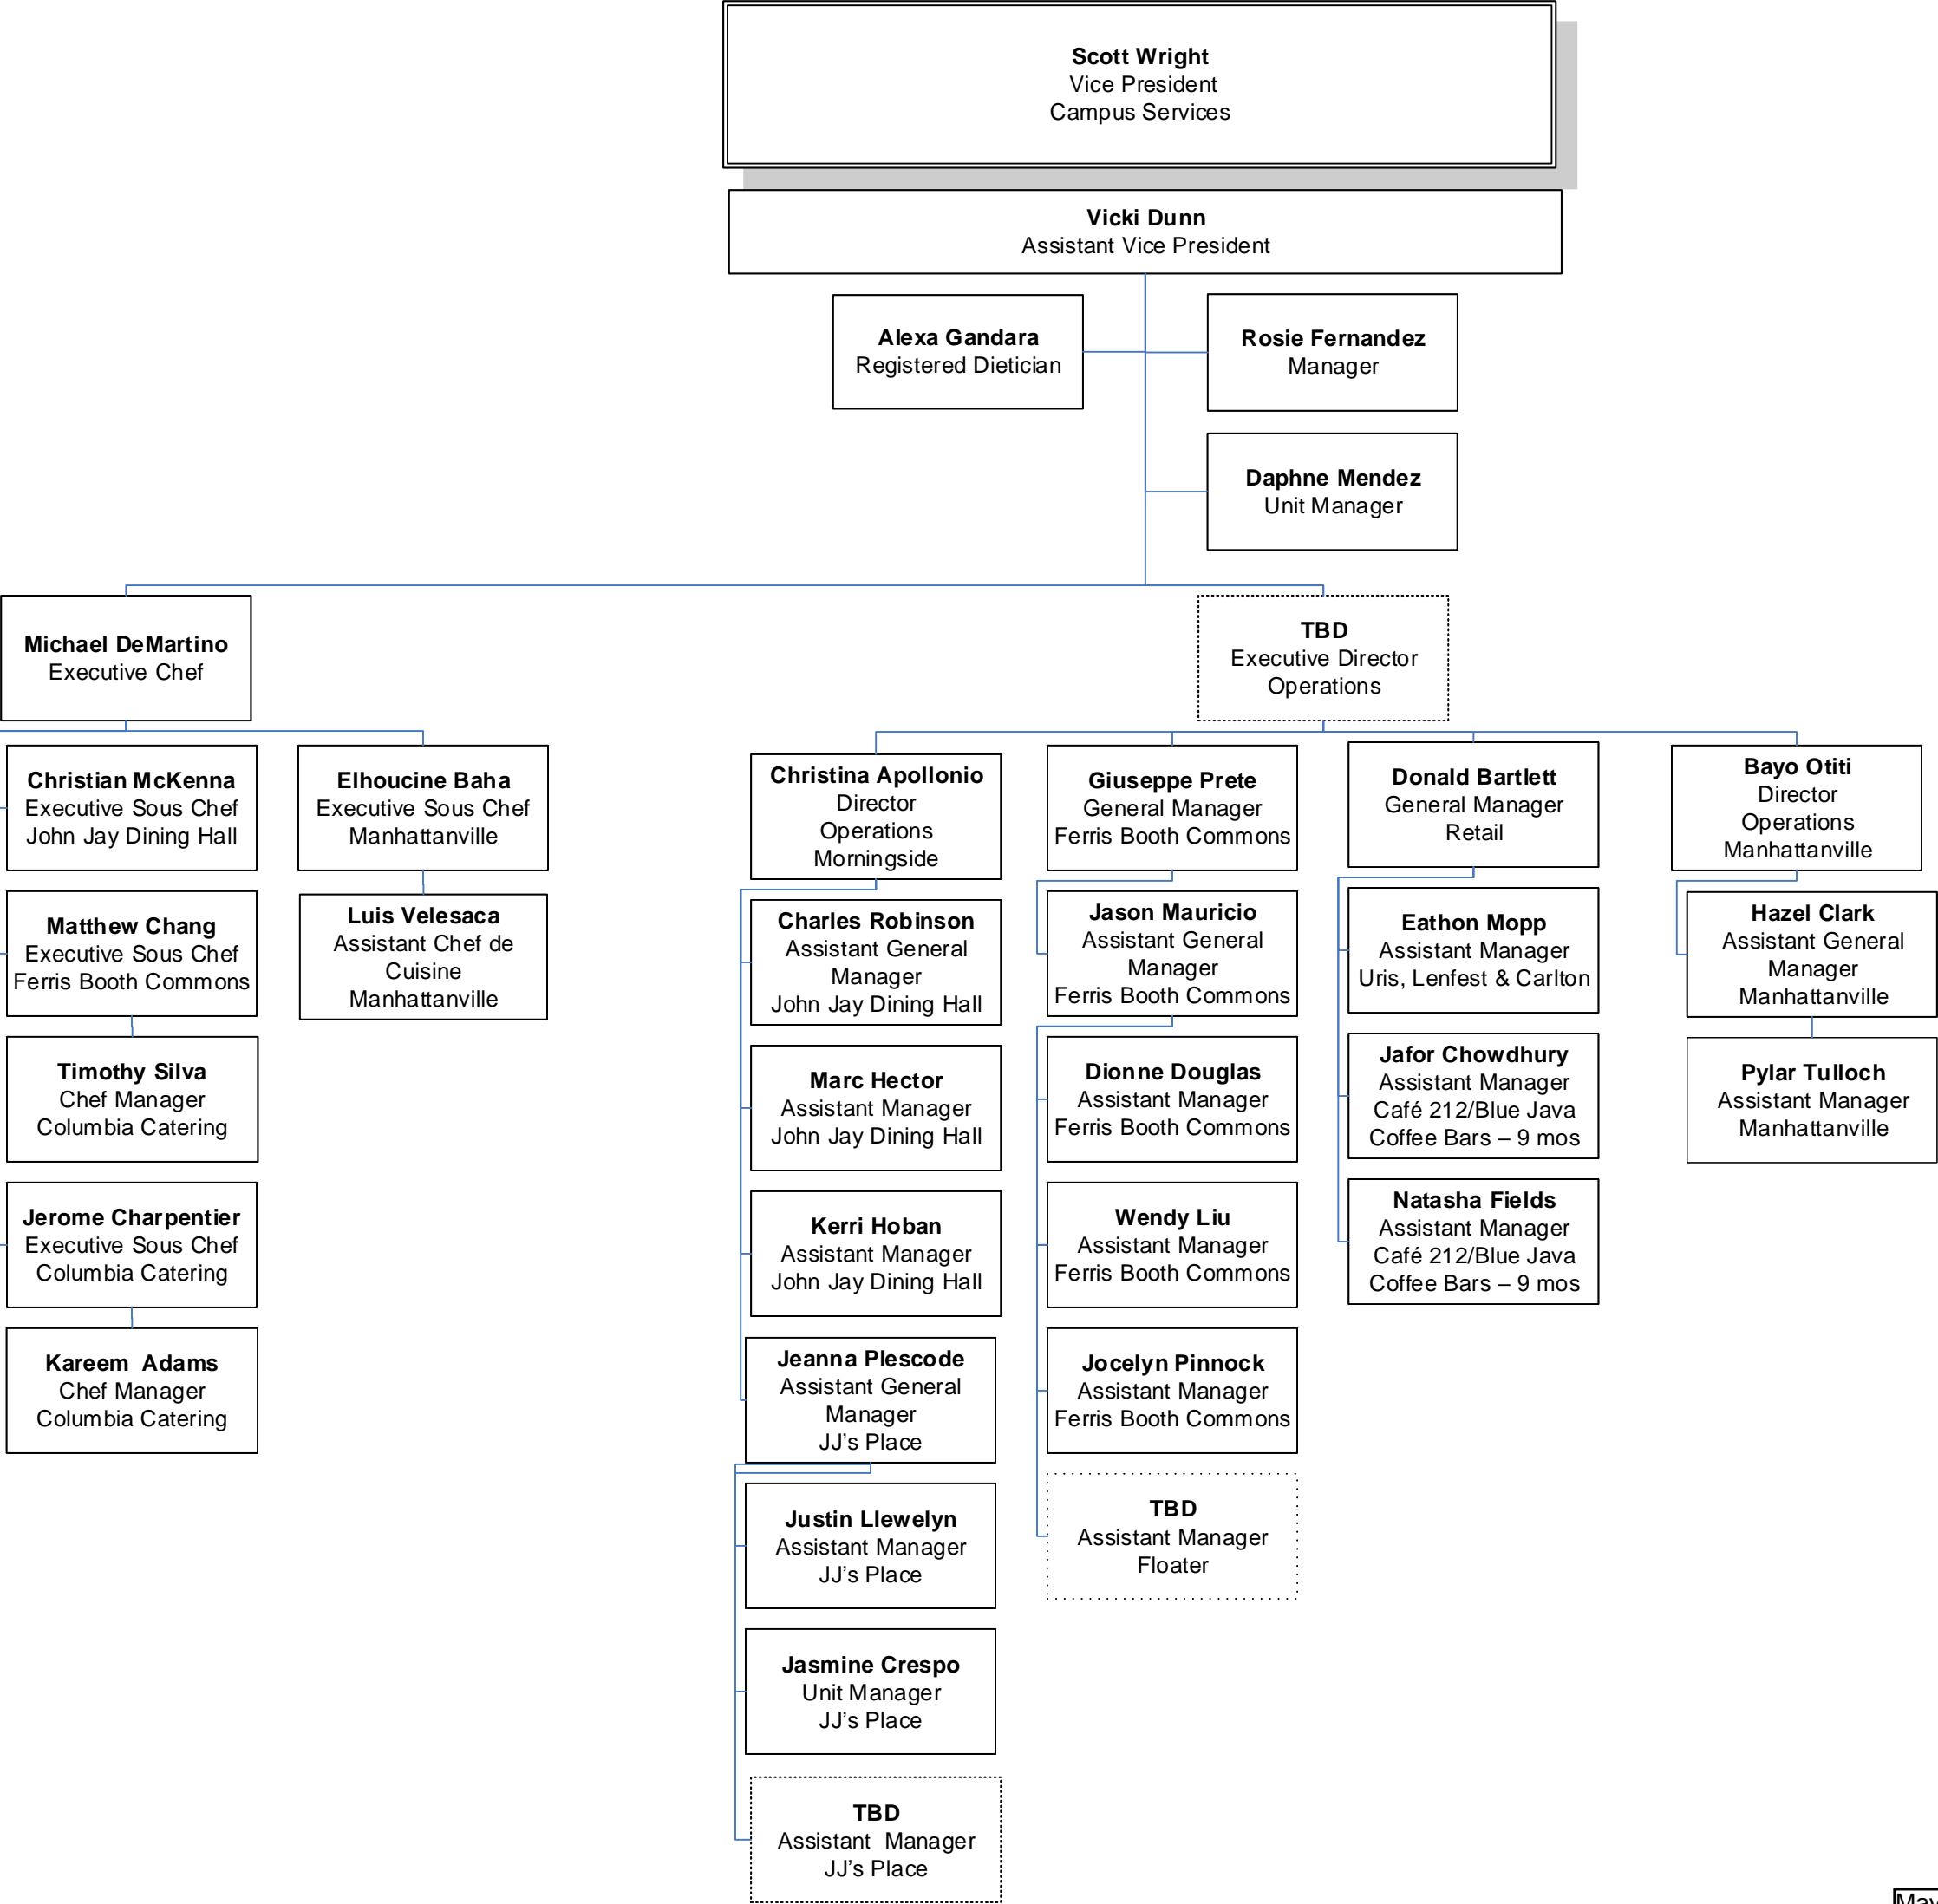 Scott Wright
Vice President
Campus Services
Vicki Dunn
Assistant Vice President
Alexa Gandara
Registered Dietician
Rosie Fernandez
Manager
Daphne Mendez
Unit Manager
Michael DeMartino
Executive Chef
TBD
Executive Director
Operations
Christian McKenna
Executive Sous Chef
John Jay Dining Hall
Matthew Chang
Executive Sous Chef
Ferris Booth Commons
Timothy Silva
Chef Manager
Columbia Catering
Jerome Charpentier
Executive Sous Chef
Columbia Catering
Kareem Adams
Chef Manager
Columbia Catering
Elhoucine Baha
Executive Sous Chef
Manhattanville
Luis Velesaca
Assistant Chef de
Cuisine
Manhattanville
Christina Apollonio
Director
Operations
Morningside
Charles Robinson
Assistant General
Manager
John Jay Dining Hall
Marc Hector
Assistant Manager
John Jay Dining Hall
Kerri Hoban
Assistant Manager
John Jay Dining Hall
Jeanna Plescode
Assistant General
Manager
JJ’s Place
Justin Llewelyn
Assistant Manager
JJ’s Place
Jasmine Crespo
Unit Manager
JJ’s Place
TBD
Assistant Manager
JJ’s Place
Giuseppe Prete
General Manager
Ferris Booth Commons
Jason Mauricio
Assistant General
Manager
Ferris Booth Commons
Dionne Douglas
Assistant Manager
Ferris Booth Commons
Wendy Liu
Assistant Manager
Ferris Booth Commons
Jocelyn Pinnock
Assistant Manager
Ferris Booth Commons
TBD
Assistant Manager
Floater
Donald Bartlett
General Manager
Retail
Eathon Mopp
Assistant Manager
Uris, Lenfest & Carlton
Jafor Chowdhury
Assistant Manager
Café 212/Blue Java
Coffee Bars – 9 mos
Natasha Fields
Assistant Manager
Café 212/Blue Java
Coffee Bars – 9 mos
Bayo Otiti
Director
Operations
Manhattanville
Hazel Clark
Assistant General
Manager
Manhattanville
Pylar Tulloch
Assistant Manager
Manhattanville
May